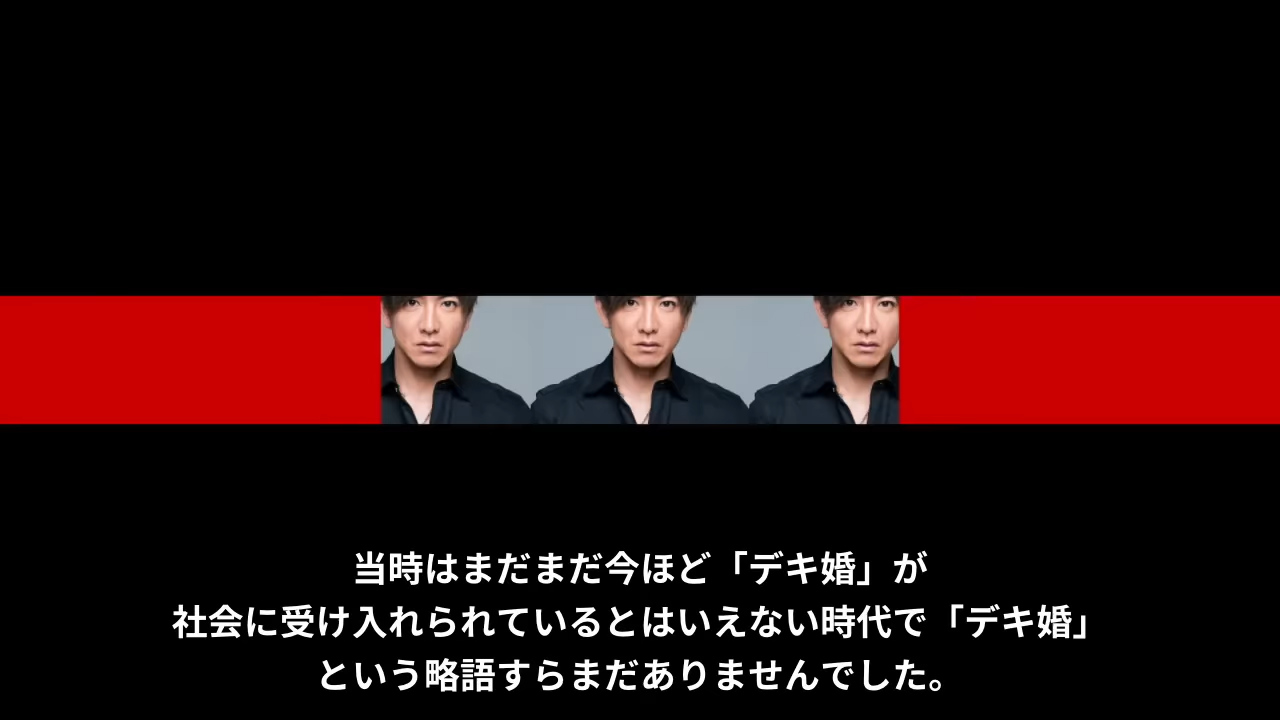 当時はまだまだ今ほど「デキ婚」が
社会に受け入れられているとはいえない時代で「デキ婚」
という略語すらまだありませんでした。